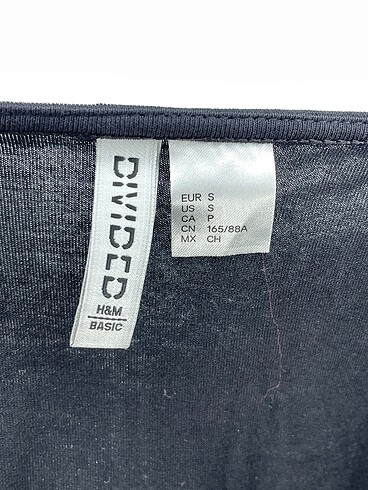 DIVIDED
H&M
BASIC
EUR S
US S
CA P
CN 165/88A
MX CH